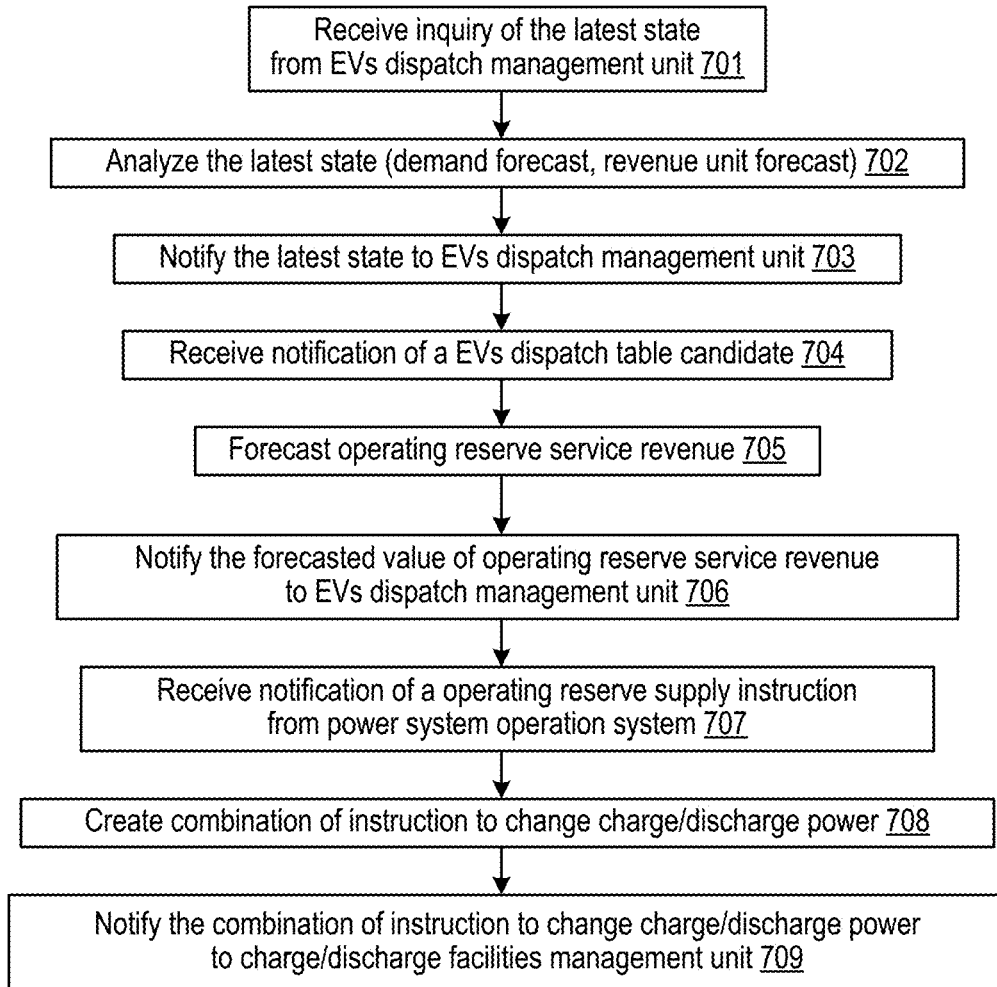 Receive inquiry of the latest state
from EVs dispatch management unit 701
Analyze the latest state (demand forecast, revenue unit forecast) 702
Notify the latest state to EVs dispatch management unit 703
Receive notification of a EVs dispatch table candidate 704
Forecast operating reserve service revenue 705
Notify the forecasted value of operating reserve service revenue
to EVs dispatch management unit 706
Receive notification of a operating reserve supply instruction
from power system operation system 707
Create combination of instruction to change charge/discharge power 708
Notify the combination of instruction to change charge/discharge power
to charge/discharge facilities management unit 709